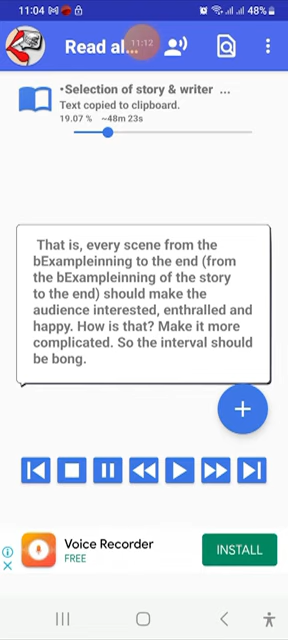 11:04 48%
Read al... 11:12
•Selection of story & writer ...
Text copied to clipboard.
19.07 % ~48m 23s
That is, every scene from the
bExampleinning to the end (from
the bExampleinning of the story
to the end) should make the
audience interested, enthralled and
happy. How is that? Make it more
complicated. So the interval should
be bong.
+
Voice Recorder
FREE
INSTALL